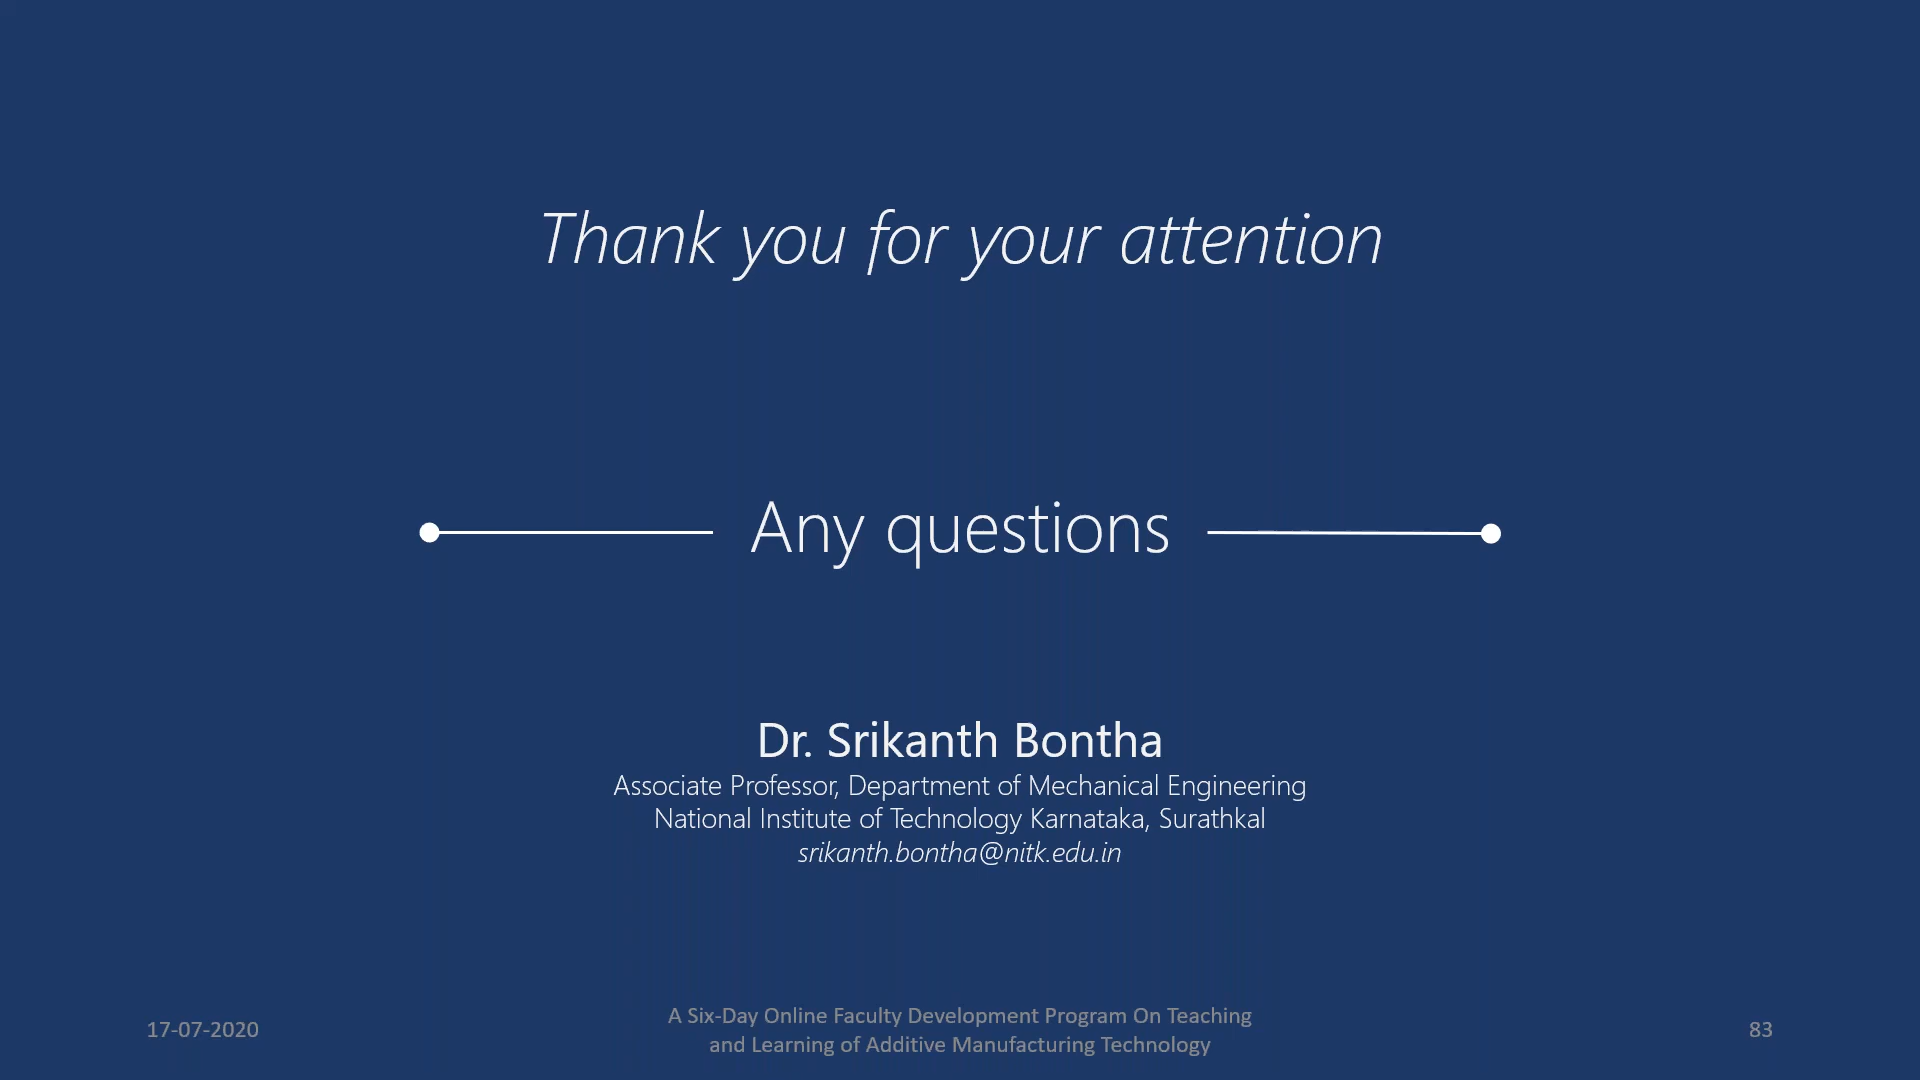 Thank you for your attention
Any questions
Dr. Srikanth Bontha
Associate Professor, Department of Mechanical Engineering
National Institute of Technology Karnataka, Surathkal
srikanth.bontha@nitk.edu.in
17-07-2020
A Six-Day Online Faculty Development Program On Teaching
and Learning of Additive Manufacturing Technology
83